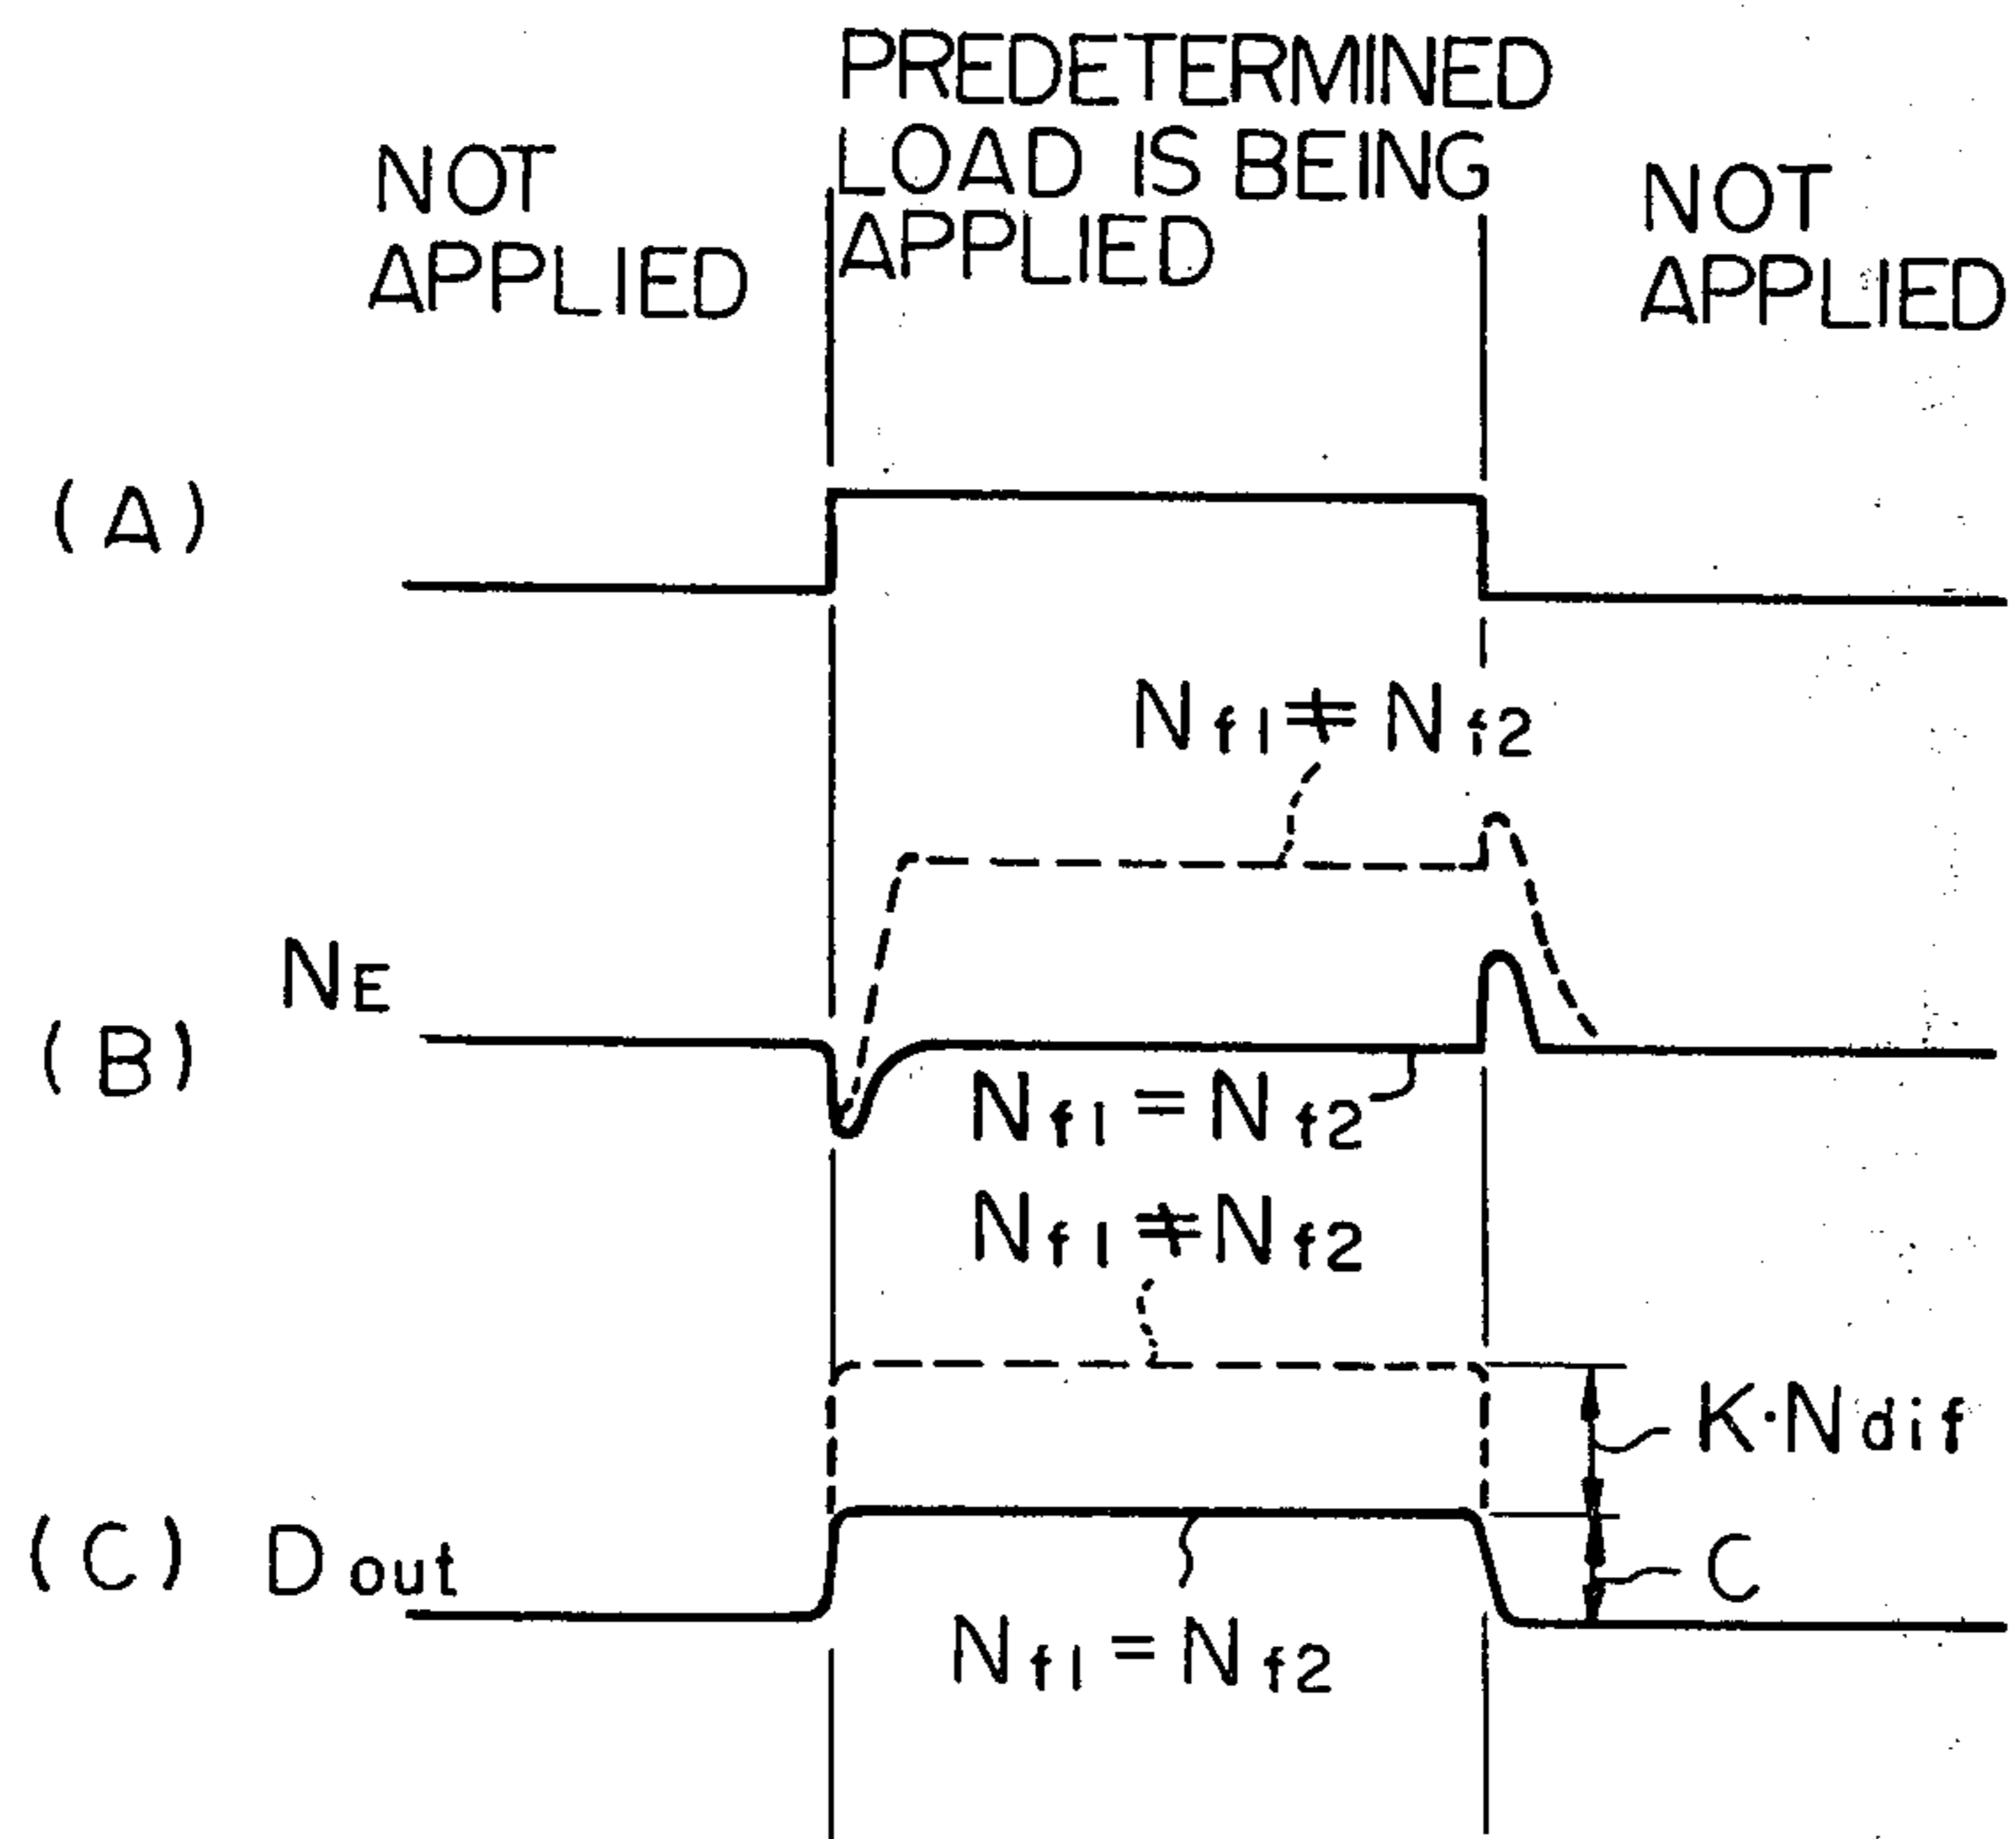 NOT
APPLIED
PREDETERMINED
LOAD IS BEING
APPLIED
NOT
APPLIED
(A)
Nf1≠Nf2
NE
(B)
Nf1=Nf2
Nf1≠Nf2
K·Ndif
(C) Dout
C
Nf1=Nf2